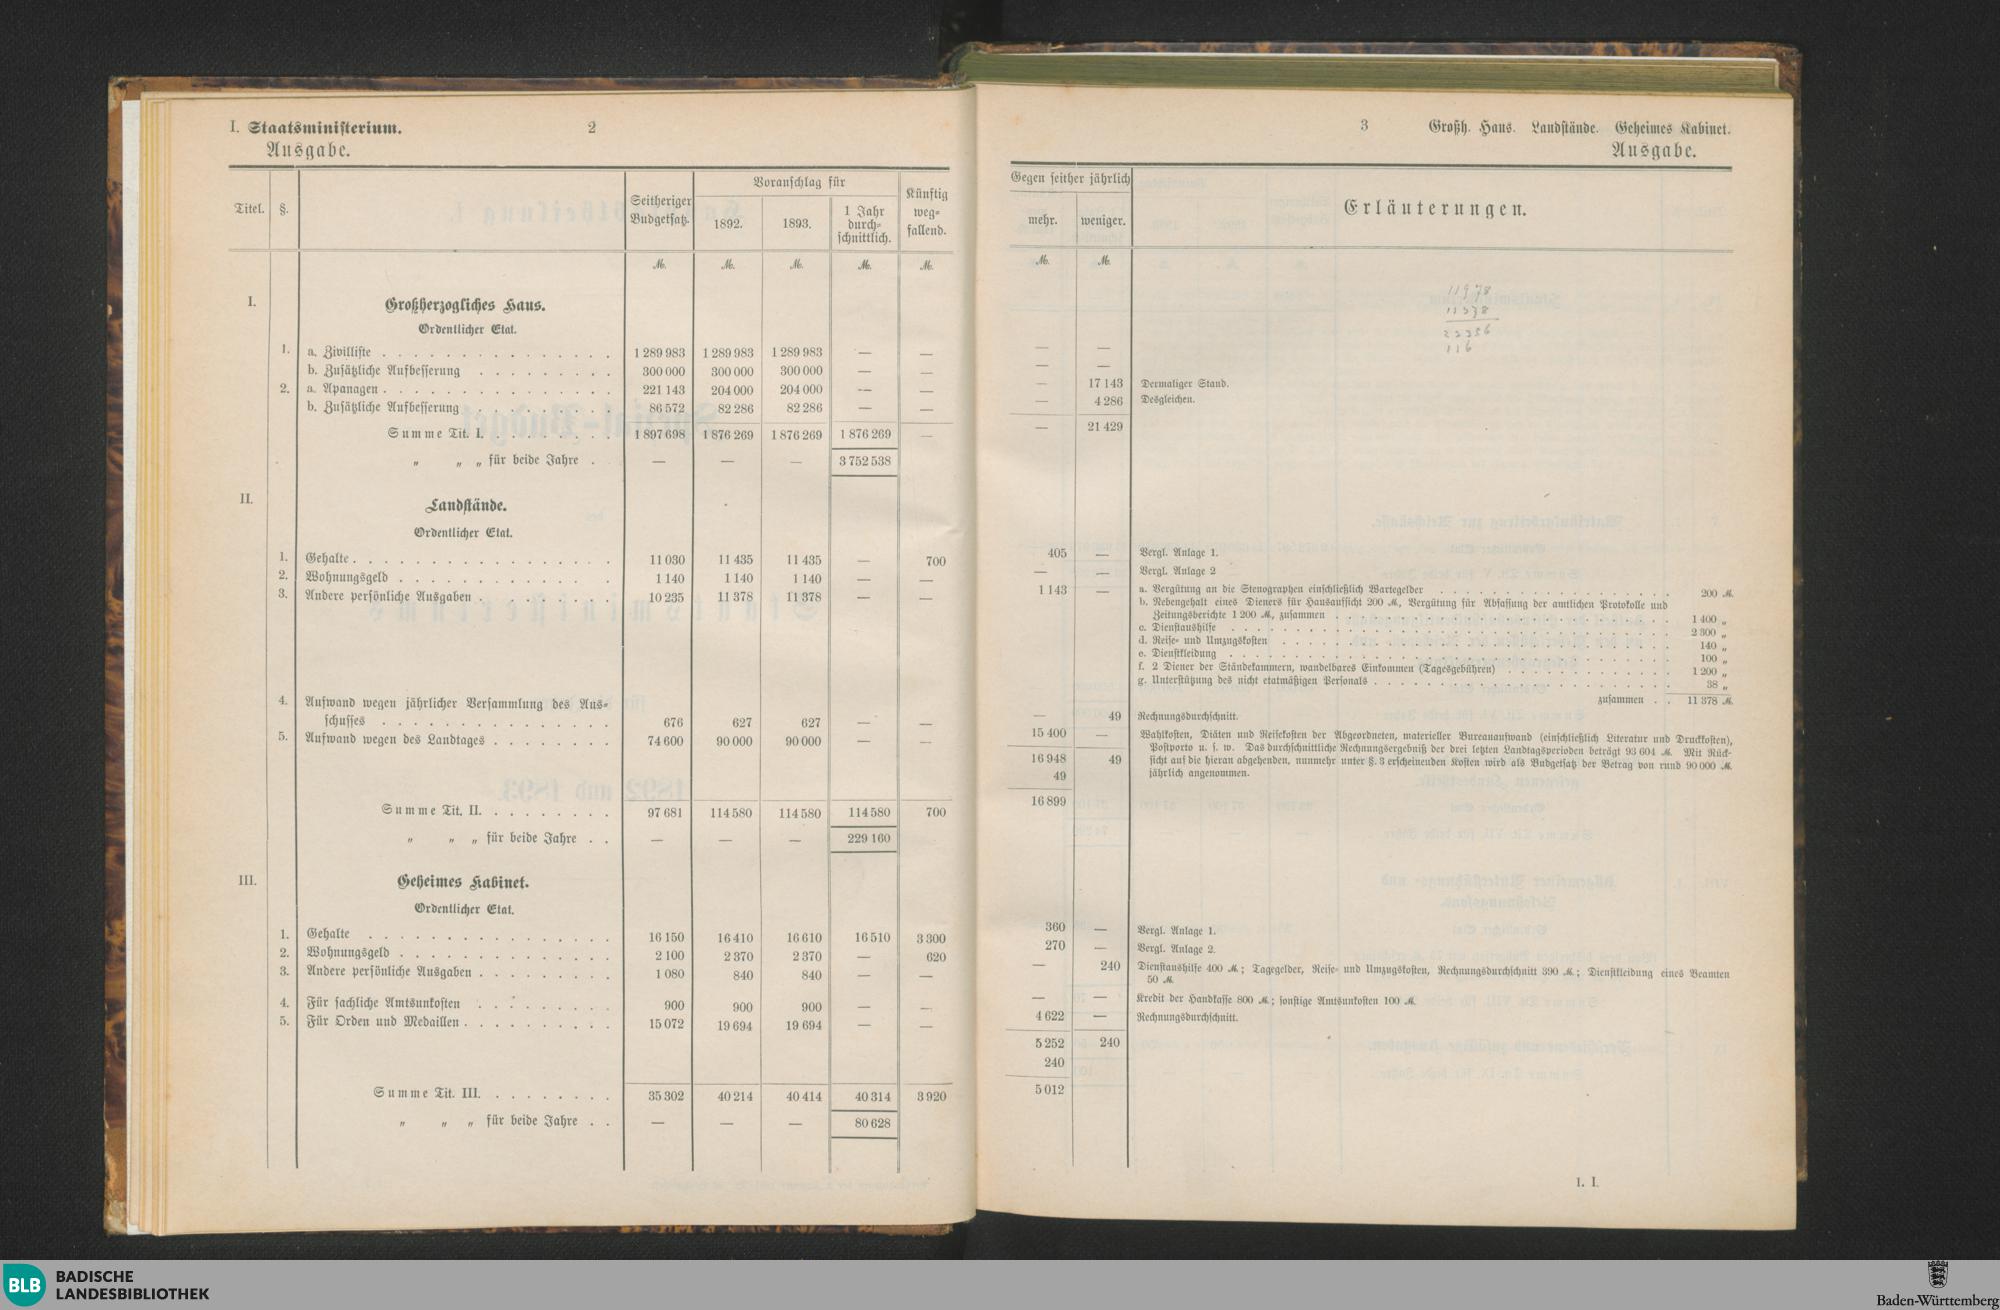 I. Staatsministerium. 2
Ausgabe.
Titel. §. Seitheriger Budgetsatz. Voranschlag für Künftig weg=fallend.
1892. 1893. 1 Jahr durch=schnittlich.
M. M. M. M. M.
I. Großherzogliches Haus.
Ordentlicher Etat.
1. a. Zivilliste 1 289 983 1 289 983 1 289 983 — —
b. Zusätzliche Aufbesserung 300 000 300 000 300 000 — —
2. a. Apanagen 221 143 204 000 204 000 — —
b. Zusätzliche Aufbesserung 86 572 82 286 82 286 — —
Summe Tit. I. 1 897 698 1 876 269 1 876 269 1 876 269 —
„ „ „ für beide Jahre — — — 3 752 538
II. Landstände.
Ordentlicher Etat.
1. Gehalte 11 030 11 435 11 435 — 700
2. Wohnungsgeld 1 140 1 140 1 140 — —
3. Andere persönliche Ausgaben 10 235 11 378 11 378 — —
4. Aufwand wegen jährlicher Versammlung des Aus=
schusses 676 627 627 — —
5. Aufwand wegen des Landtages 74 600 90 000 90 000 — —
Summe Tit. II. 97 681 114 580 114 580 114 580 700
„ „ „ für beide Jahre — — — 229 160
III. Geheimes Kabinet.
Ordentlicher Etat.
1. Gehalte 16 150 16 410 16 610 16 510 3 300
2. Wohnungsgeld 2 100 2 370 2 370 — 620
3. Andere persönliche Ausgaben 1 080 840 840 — —
4. Für sachliche Amtsunkosten 900 900 900 — —
5. Für Orden und Medaillen 15 072 19 694 19 694 — —
Summe Tit. III. 35 302 40 214 40 414 40 314 3 920
„ „ „ für beide Jahre — — — 80 628
3 Großh. Haus. Landstände. Geheimes Kabinet.
Ausgabe.
Gegen seither jährlich Erläuterungen.
mehr. weniger.
M. M.
11978
11378
23356
116
— —
— —
— 17 143 Dermaliger Stand.
— 4 286 Desgleichen.
— 21 429
405 — Vergl. Anlage 1.
— — Vergl. Anlage 2
1 143 — a. Vergütung an die Stenographen einschließlich Wartegelder 200 M.
b. Nebengehalt eines Dieners für Hausaufsicht 200 M., Vergütung für Abfassung der amtlichen Protokolle und
Zeitungsberichte 1 200 M., zusammen 1 400 „
c. Dienstaushilfe 2 300 „
d. Reise= und Umzugskosten 140 „
e. Dienstkleidung 100 „
f. 2 Diener der Ständekammern, wandelbares Einkommen (Tagesgebühren) 1 200 „
g. Unterstützung des nicht etatmäßigen Personals 38 „
zusammen 11 378 M.
— 49 Rechnungsdurchschnitt.
15 400 — Wahlkosten, Diäten und Reisekosten der Abgeordneten, materieller Bureauaufwand (einschließlich Literatur und Druckkosten),
Postporto u. s. w. Das durchschnittliche Rechnungsergebniß der drei letzten Landtagsperioden beträgt 93 604 M. Mit Rück=
16 948 49 sicht auf die hieran abgehenden, nunmehr unter §. 3 erscheinenden Kosten wird als Budgetsatz der Betrag von rund 90 000 M.
49 jährlich angenommen.
16 899
360 — Vergl. Anlage 1.
270 — Vergl. Anlage 2.
— 240 Dienstaushilfe 400 M.; Tagegelder, Reise= und Umzugskosten, Rechnungsdurchschnitt 390 M.; Dienstkleidung eines Beamten
50 M.
— — Kredit der Handkasse 800 M.; sonstige Amtsunkosten 100 M.
4 622 — Rechnungsdurchschnitt.
5 252 240
240
5 012
1. I.
BLB BADISCHE
LANDESBIBLIOTHEK
Baden-Württemberg